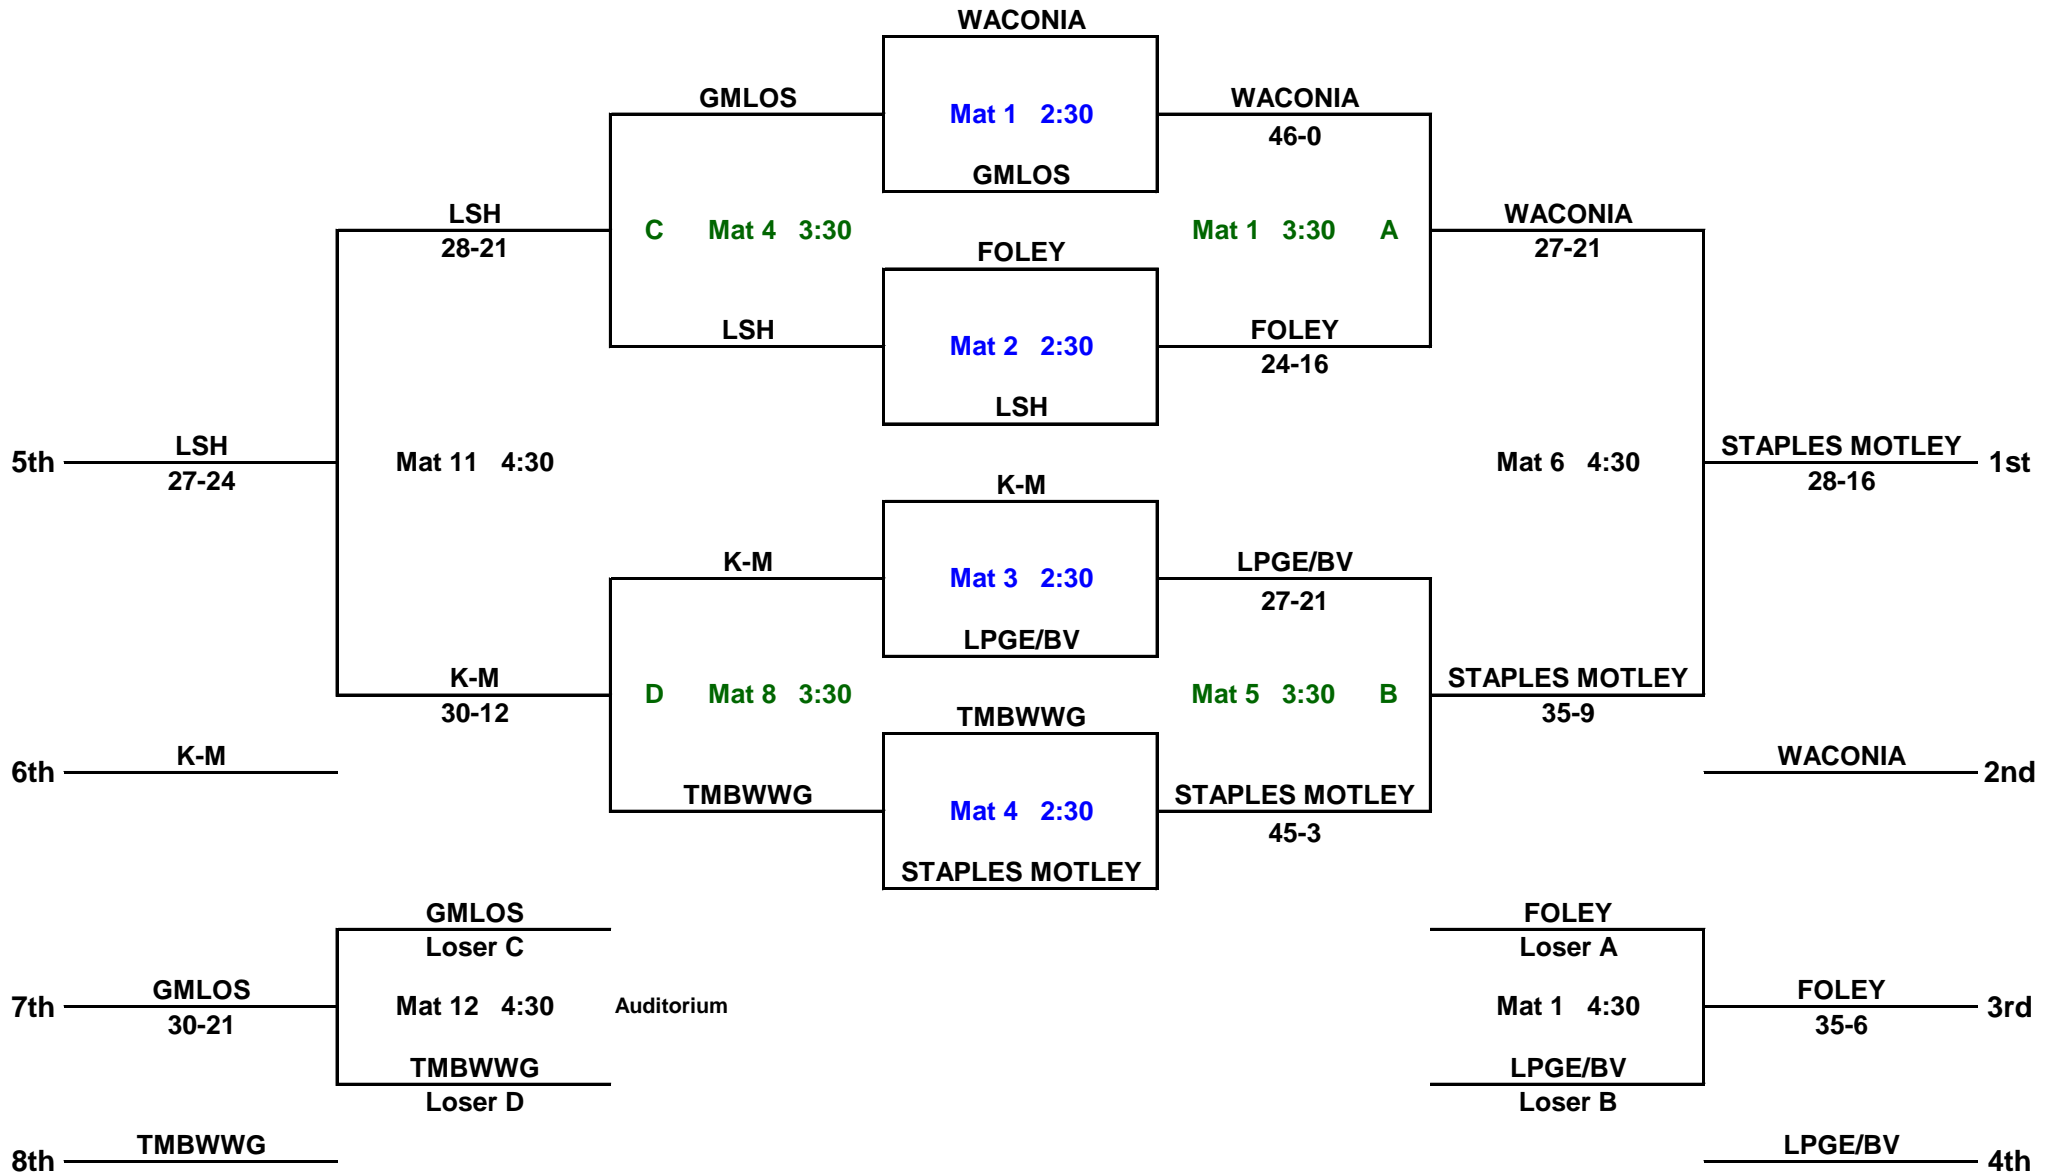 WACONIA
GMLOS
Mat 1 2:30
WACONIA
46-0
GMLOS
LSH
28-21
C Mat 4 3:30
Mat 1 3:30 A
WACONIA
27-21
FOLEY
LSH
Mat 2 2:30
FOLEY
24-16
LSH
5th
LSH
27-24
Mat 11 4:30
Mat 6 4:30
STAPLES MOTLEY
28-16
1st
K-M
K-M
Mat 3 2:30
LPGE/BV
27-21
LPGE/BV
K-M
30-12
D Mat 8 3:30
Mat 5 3:30 B
STAPLES MOTLEY
35-9
TMBWWG
6th
K-M
WACONIA
2nd
TMBWWG
Mat 4 2:30
STAPLES MOTLEY
45-3
STAPLES MOTLEY
GMLOS
Loser C
FOLEY
Loser A
7th
GMLOS
30-21
Mat 12 4:30
Auditorium
Mat 1 4:30
FOLEY
35-6
3rd
TMBWWG
Loser D
LPGE/BV
Loser B
8th
TMBWWG
LPGE/BV
4th